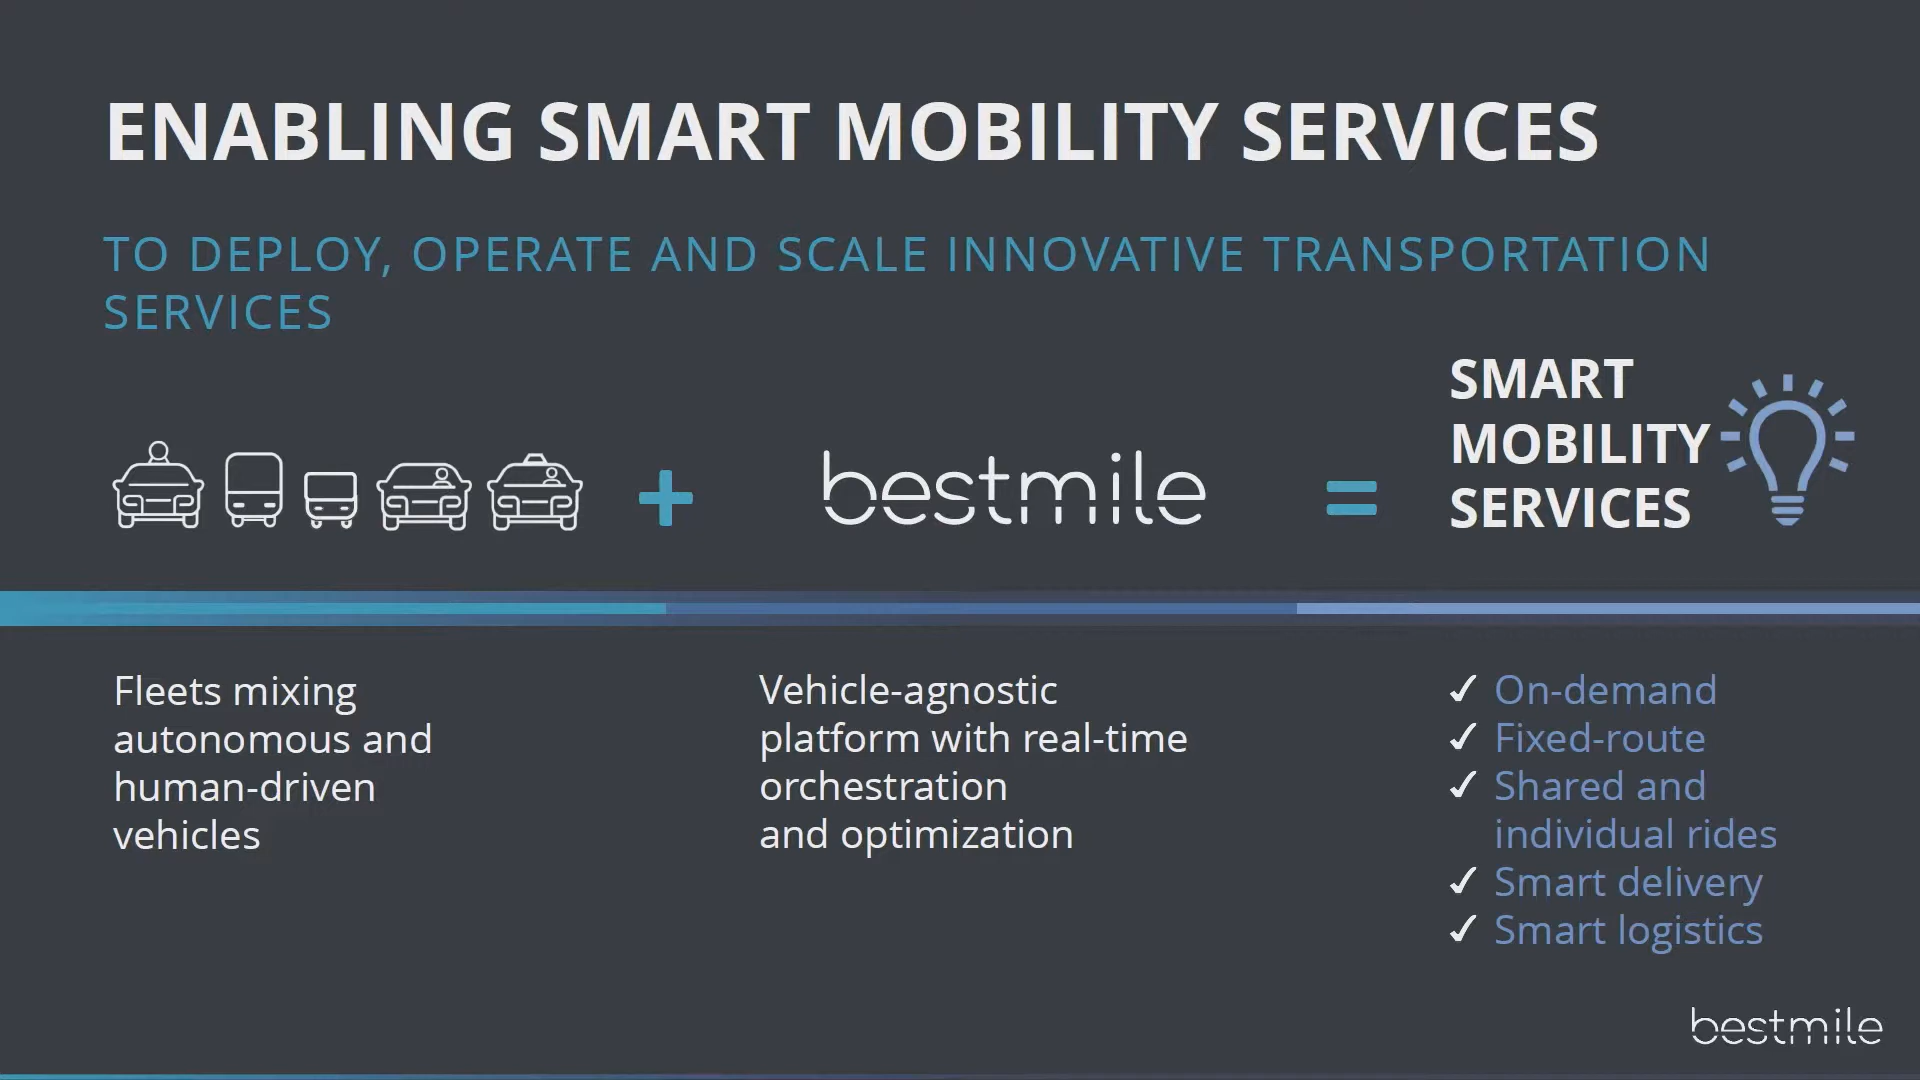 ENABLING SMART MOBILITY SERVICES
TO DEPLOY, OPERATE AND SCALE INNOVATIVE TRANSPORTATION
SERVICES
+
bestmile
=
SMART
MOBILITY
SERVICES
Fleets mixing
autonomous and
human-driven
vehicles
Vehicle-agnostic
platform with real-time
orchestration
and optimization
✓ On-demand
✓ Fixed-route
✓ Shared and
individual rides
✓ Smart delivery
✓ Smart logistics
bestmile